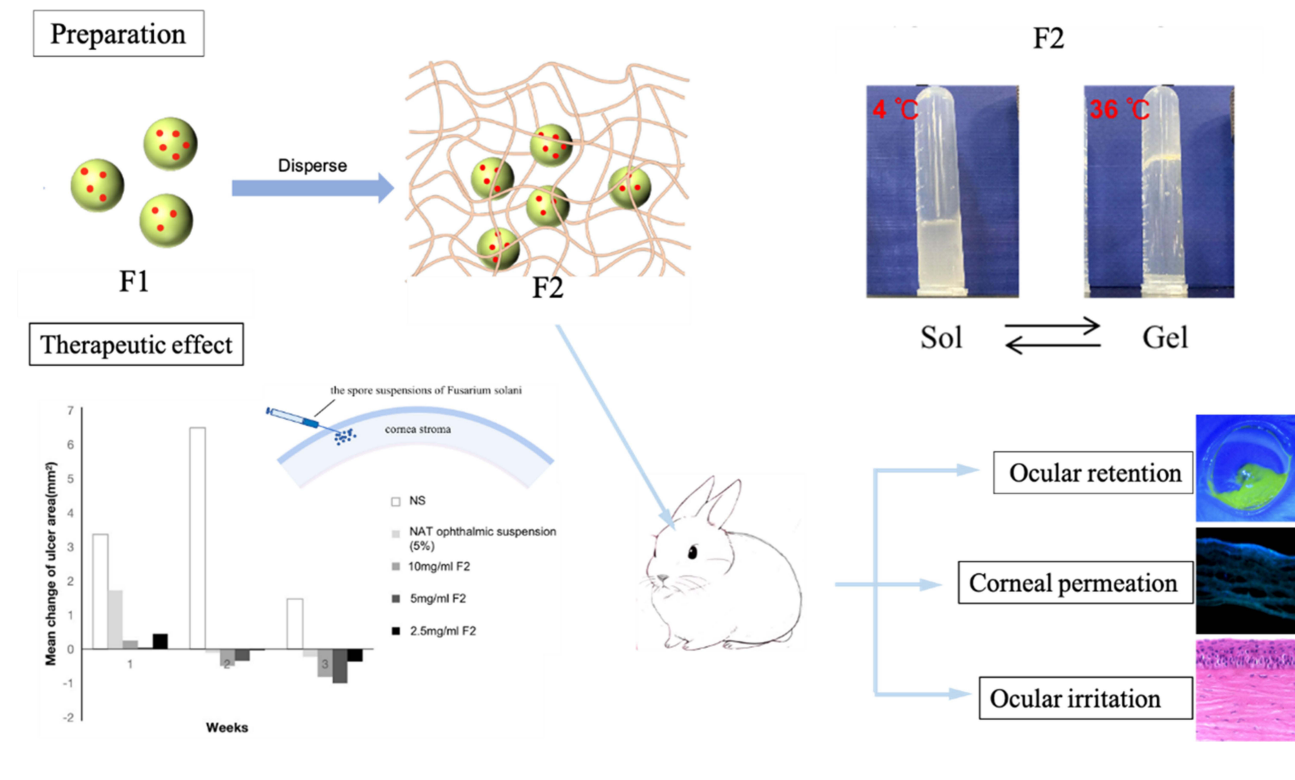 Preparation
F1
Disperse
F2
F2
4 °C
36 °C
Sol
Gel
Therapeutic effect
the spore suspensions of Fusarium solani
cornea stroma
Mean change of ulcer area(mm²)
7
6
5
4
3
2
1
0
-1
-2
1
2
3
Weeks
NS
NAT ophthalmic suspension
(5%)
10mg/ml F2
5mg/ml F2
2.5mg/ml F2
Ocular retention
Corneal permeation
Ocular irritation